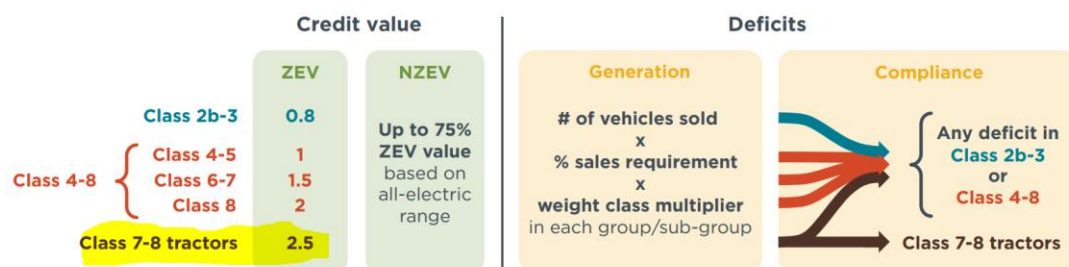 Credit value
Deficits
ZEV
NZEV
Generation
Compliance
Class 2b-3 0.8
Class 4-8
Class 4-5 1
Class 6-7 1.5
Class 8 2
Class 7-8 tractors 2.5
Up to 75%
ZEV value
based on
all-electric
range
# of vehicles sold
x
% sales requirement
x
weight class multiplier
in each group/sub-group
Any deficit in
Class 2b-3
or
Class 4-8
Class 7-8 tractors